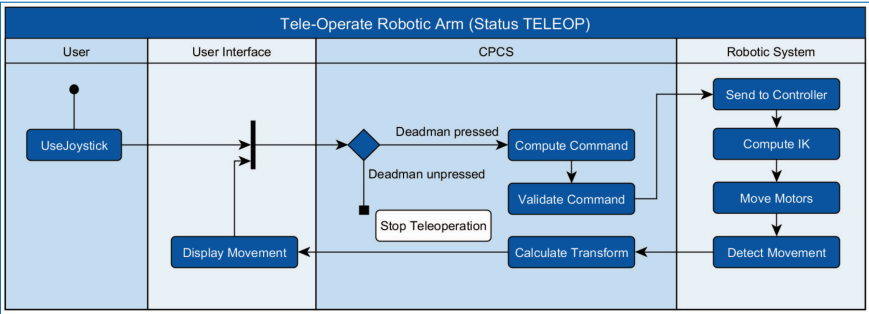 Tele-Operate Robotic Arm (Status TELEOP)
User
User Interface
CPCS
Robotic System
UseJoystick
Deadman pressed
Deadman unpressed
Stop Teleoperation
Compute Command
Validate Command
Send to Controller
Compute IK
Move Motors
Detect Movement
Calculate Transform
Display Movement